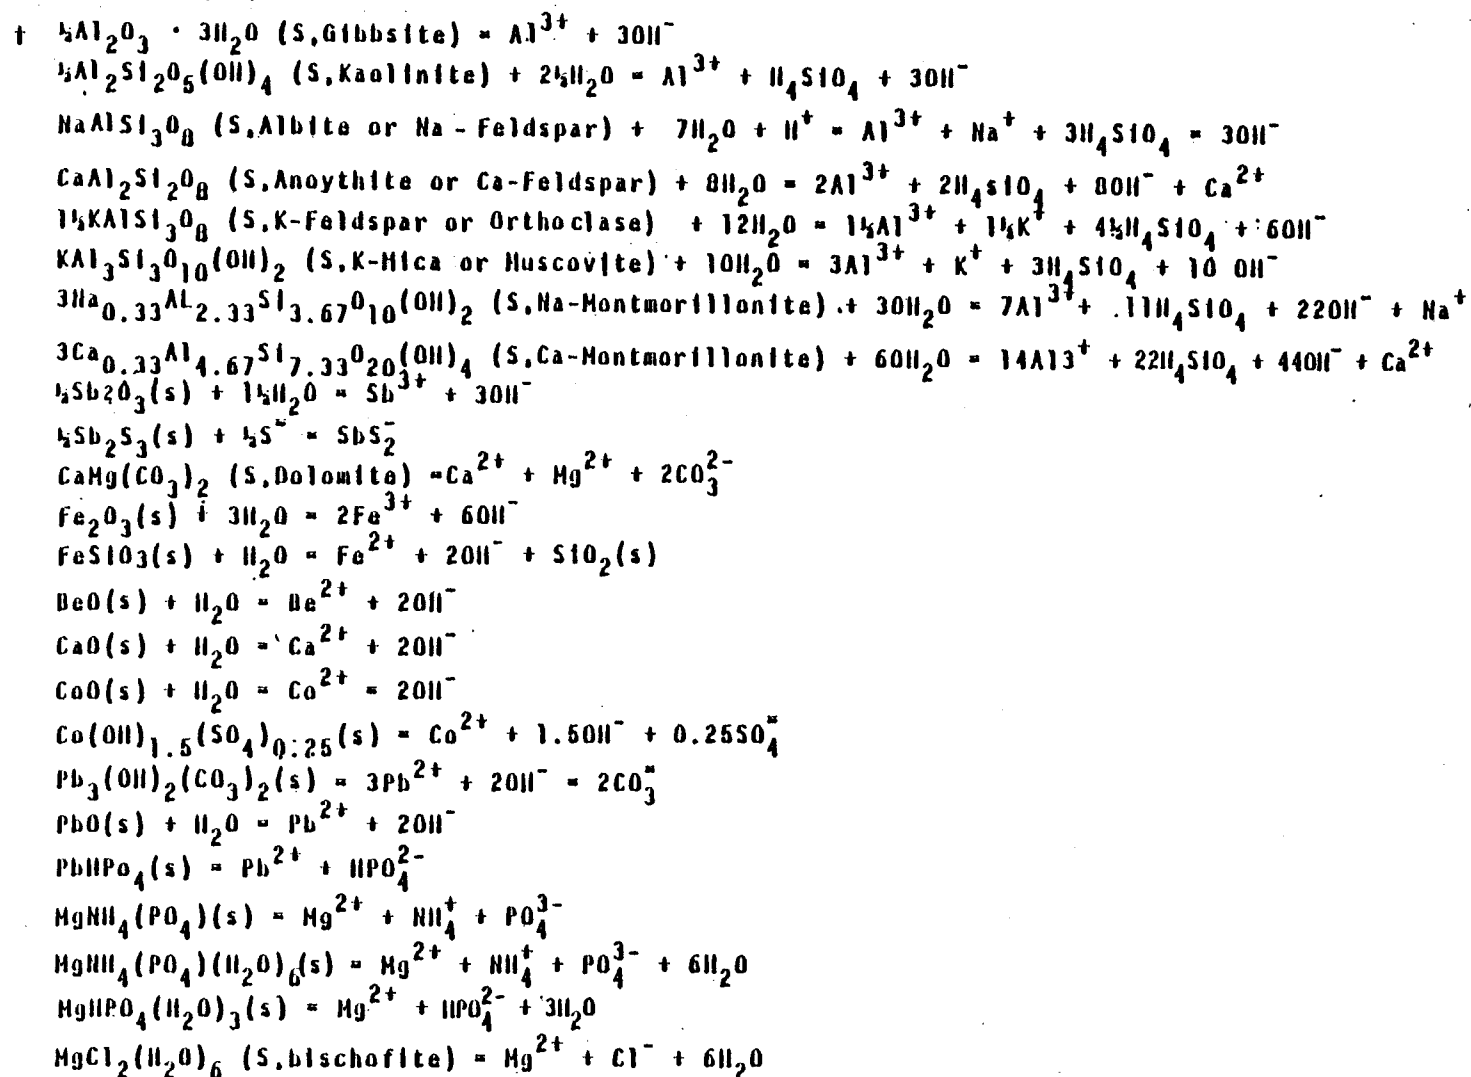 † ½Al₂O₃ · 3H₂O (S,Gibbsite) = Al³⁺ + 3OH⁻
½Al₂Si₂O₅(OH)₄ (S,Kaolinite) + 2½H₂O = Al³⁺ + H₄SiO₄ + 3OH⁻
NaAlSi₃O₈ (S,Albite or Na - Feldspar) + 7H₂O + H⁺ = Al³⁺ + Na⁺ + 3H₄SiO₄ = 3OH⁻
CaAl₂Si₂O₈ (S,Anoythite or Ca-Feldspar) + 8H₂O = 2Al³⁺ + 2H₄siO₄ + 8OH⁻ + Ca²⁺
1½KAlSi₃O₈ (S,K-Feldspar or Orthoclase) + 12H₂O = 1½Al³⁺ + 1½K⁺ + 4½H₄SiO₄ + 6OH⁻
KAl₃Si₃O₁₀(OH)₂ (S,K-Mica or Muscovite) + 10H₂O = 3Al³⁺ + K⁺ + 3H₄SiO₄ + 10 OH⁻
3Na₀.₃₃AL₂.₃₃Si₃.₆₇O₁₀(OH)₂ (S,Na-Montmorillonite) + 30H₂O = 7Al³⁺ + 11H₄SiO₄ + 22OH⁻ + Na⁺
3Ca₀.₃₃Al₄.₆₇Si₇.₃₃O₂₀(OH)₄ (S,Ca-Montmorillonite) + 60H₂O = 14Al3⁺ + 22H₄SiO₄ + 44OH⁻ + Ca²⁺
½Sb2O₃(s) + 1½H₂O = Sb³⁺ + 3OH⁻
½Sb₂S₃(s) + ½S⁼ = SbS₂⁻
CaMg(CO₃)₂ (S,Dolomite) =Ca²⁺ + Mg²⁺ + 2CO₃²⁻
Fe₂O₃(s) + 3H₂O = 2Fe³⁺ + 6OH⁻
FeSiO3(s) + H₂O = Fe²⁺ + 2OH⁻ + SiO₂(s)
BeO(s) + H₂O = Be²⁺ + 2OH⁻
CaO(s) + H₂O = Ca²⁺ + 2OH⁻
CoO(s) + H₂O = Co²⁺ = 2OH⁻
Co(OH)₁.₅(SO₄)₀.₂₅(s) = Co²⁺ + 1.5OH⁻ + 0.25SO₄⁼
Pb₃(OH)₂(CO₃)₂(s) = 3Pb²⁺ + 2OH⁻ = 2CO₃⁼
PbO(s) + H₂O = Pb²⁺ + 2OH⁻
PbHPo₄(s) = Pb²⁺ + HPO₄²⁻
MgNH₄(PO₄)(s) = Mg²⁺ + NH₄⁺ + PO₄³⁻
MgNH₄(PO₄)(H₂O)₆(s) = Mg²⁺ + NH₄⁺ + PO₄³⁻ + 6H₂O
MgHPO₄(H₂O)₃(s) = Mg²⁺ + HPO₄²⁻ + 3H₂O
MgCl₂(H₂O)₆ (S,bischofite) = Mg²⁺ + Cl⁻ + 6H₂O